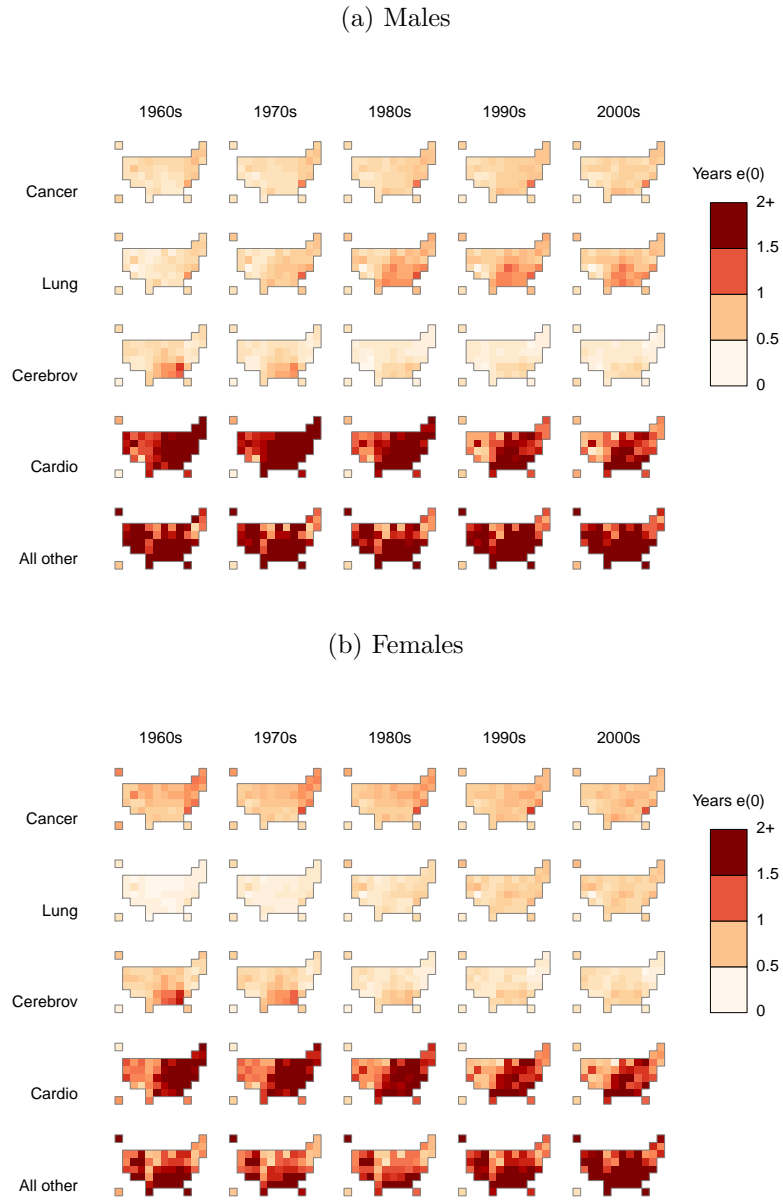 (a) Males
1960s 1970s 1980s 1990s 2000s
Cancer
Lung
Cerebrov
Cardio
All other
Years e(0)
2+
1.5
1
0.5
0
(b) Females
1960s 1970s 1980s 1990s 2000s
Cancer
Lung
Cerebrov
Cardio
All other
Years e(0)
2+
1.5
1
0.5
0